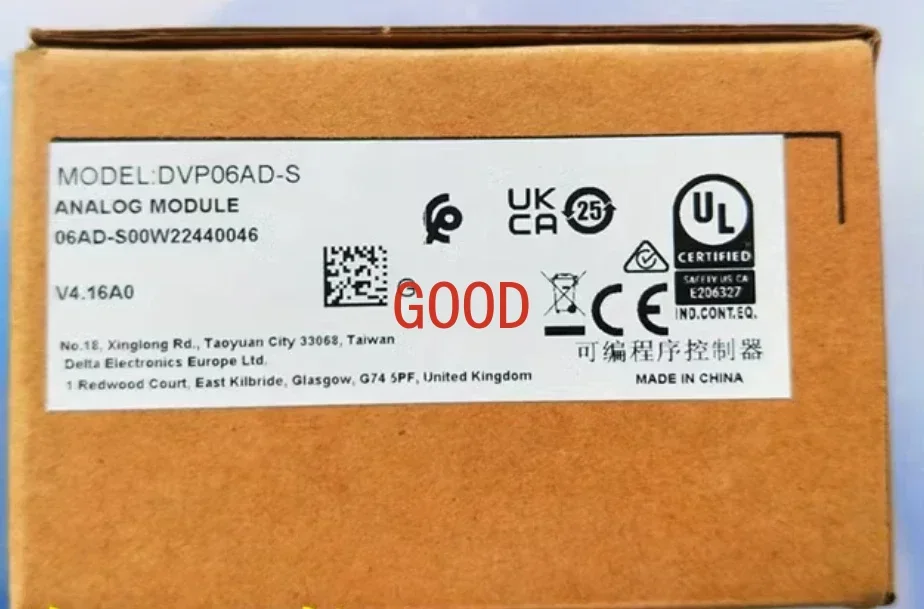 MODEL:DVP06AD-S
ANALOG MODULE
06AD-S00W22440046
V4.16A0
GOOD
No.18, Xinglong Rd., Taoyuan City 33068, Taiwan
Delta Electronics Europe Ltd.
1 Redwood Court, East Kilbride, Glasgow, G74 5PF, United Kingdom
UK
CA
25
UL
CERTIFIED
SAFETY US CA
E206327
IND.CONT.EQ.
CE
可编程序控制器
MADE IN CHINA